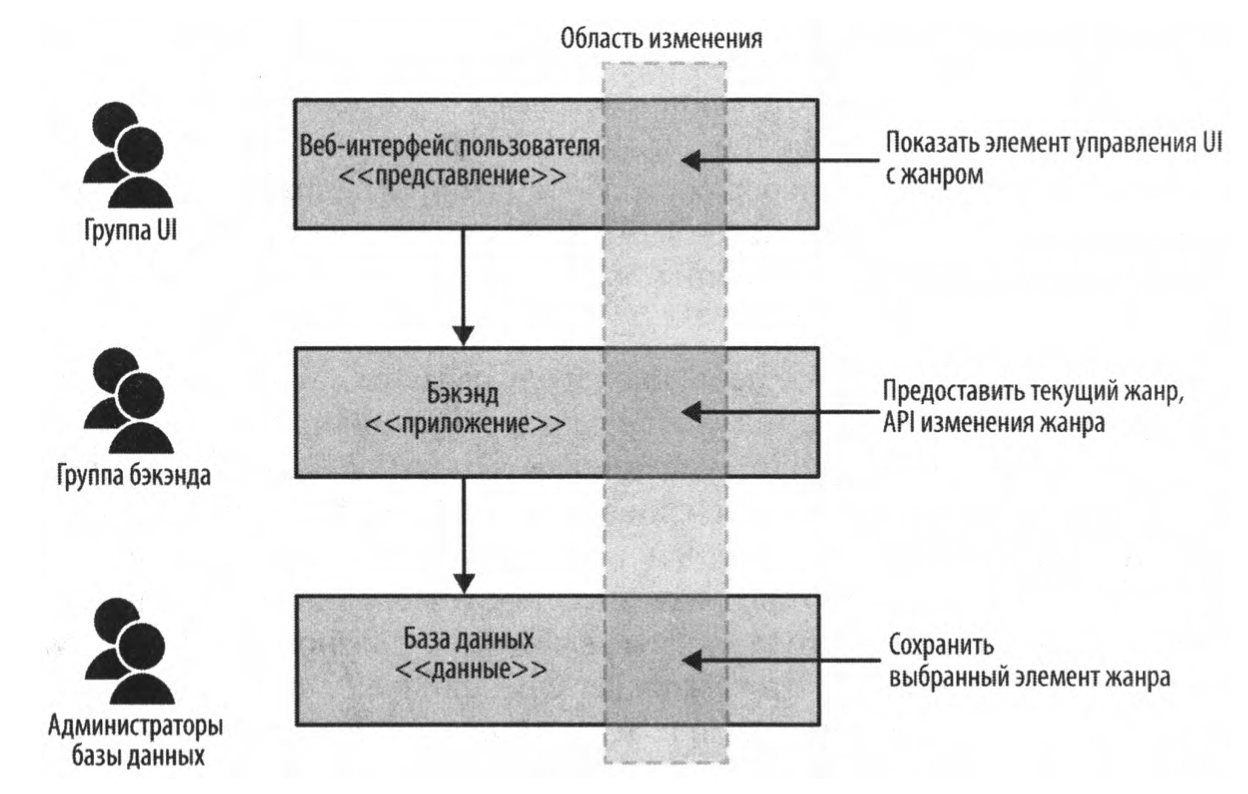 Область изменения
Веб-интерфейс пользователя
<<представление>>
Показать элемент управления UI
с жанром
Группа UI
Бэкэнд
<<приложение>>
Предоставить текущий жанр,
API изменения жанра
Группа бэкэнда
База данных
<<данные>>
Сохранить
выбранный элемент жанра
Администраторы
базы данных